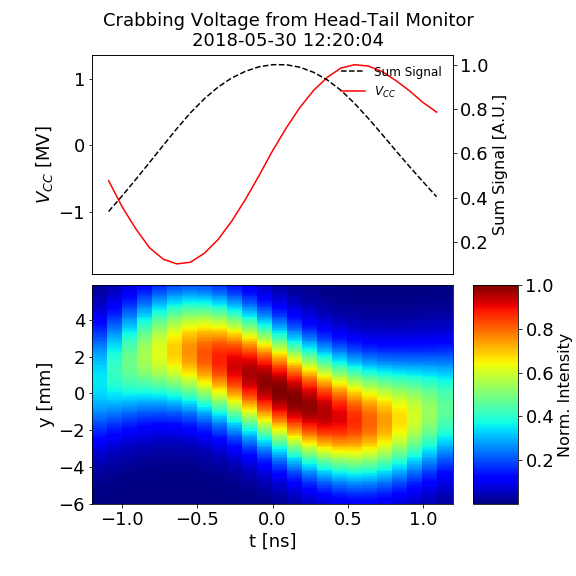 Crabbing Voltage from Head-Tail Monitor
2018-05-30 12:20:04
1
0
−1
V_CC [MV]
Sum Signal
V_CC
1.0
0.8
0.6
0.4
0.2
Sum Signal [A.U.]
4
2
0
−2
−4
−6
y [mm]
−1.0 −0.5 0.0 0.5 1.0
t [ns]
1.0
0.8
0.6
0.4
0.2
Norm. Intensity